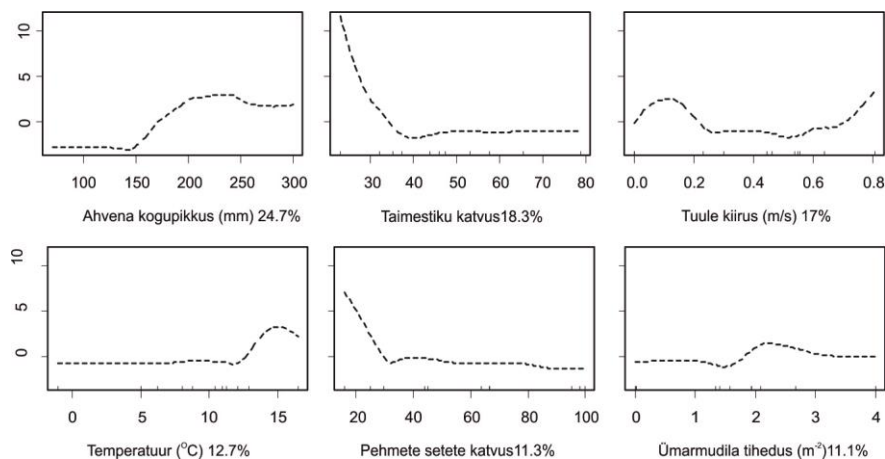 10
5
0
100 150 200 250 300
30 40 50 60 70 80
0.0 0.2 0.4 0.6 0.8
Ahvena kogupikkus (mm) 24.7%
Taimestiku katvus18.3%
Tuule kiirus (m/s) 17%
10
5
0
0 5 10 15
20 40 60 80 100
0 1 2 3 4
Temperatuur (°C) 12.7%
Pehmete setete katvus11.3%
Ümarmudila tihedus (m⁻²)11.1%